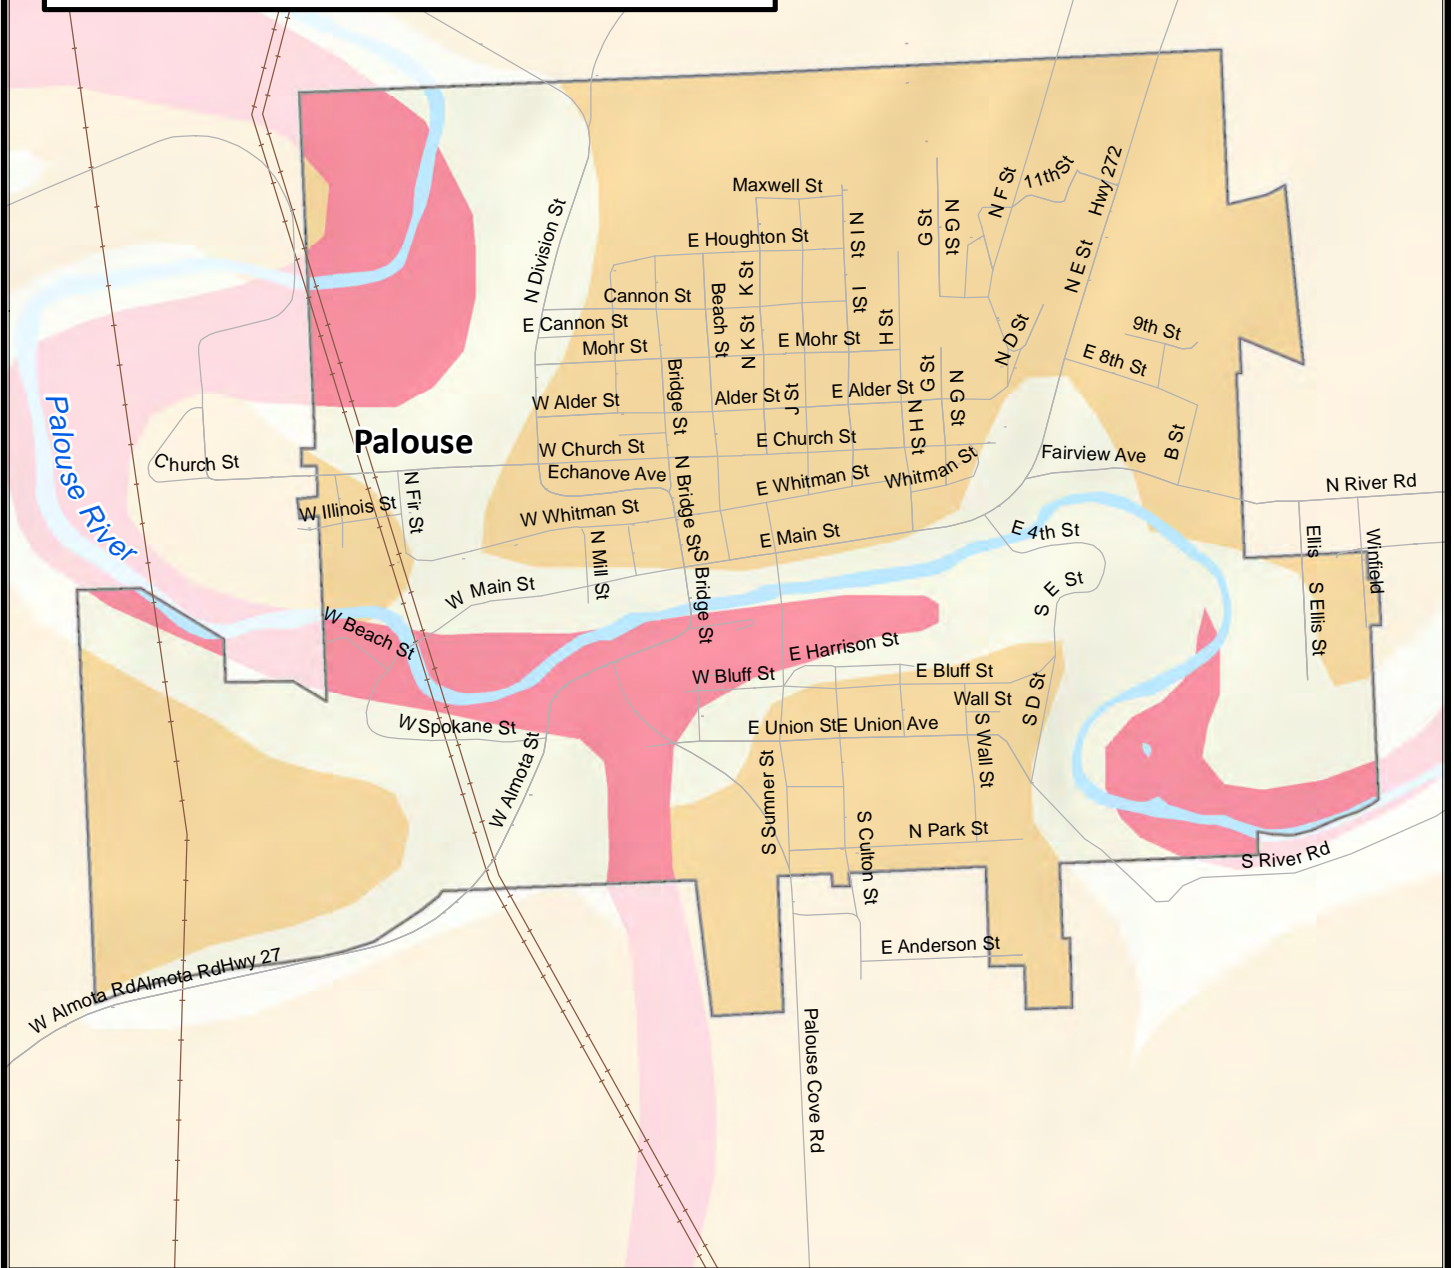 Maxwell St
11th St
Hwy 272
N F St
G St
N G St
N I St
E Houghton St
N Division St
N E St
K St
Cannon St
Beach St
I St
H St
E Cannon St
N K St
E Mohr St
N D St
9th St
Mohr St
E 8th St
Bridge St
N G St
N G St
W Alder St
Alder St
J St
E Alder St
Palouse River
Palouse
N H St
W Church St
E Church St
B St
Church St
Echanove Ave
Fairview Ave
N Fir St
N Bridge St
E Whitman St
Whitman St
N River Rd
W Illinois St
W Whitman St
E Main St
E 4th St
Ellis
Winfield
N Mill St
S Bridge St
W Main St
S E St
S Ellis St
W Beach St
E Harrison St
W Bluff St
E Bluff St
Wall St
S D St
W Spokane St
E Union St
E Union Ave
S Wall St
W Almota St
S Summer St
S Culton St
N Park St
S River Rd
E Anderson St
W Almota Rd
Almota Rd
Hwy 27
Palouse Cove Rd